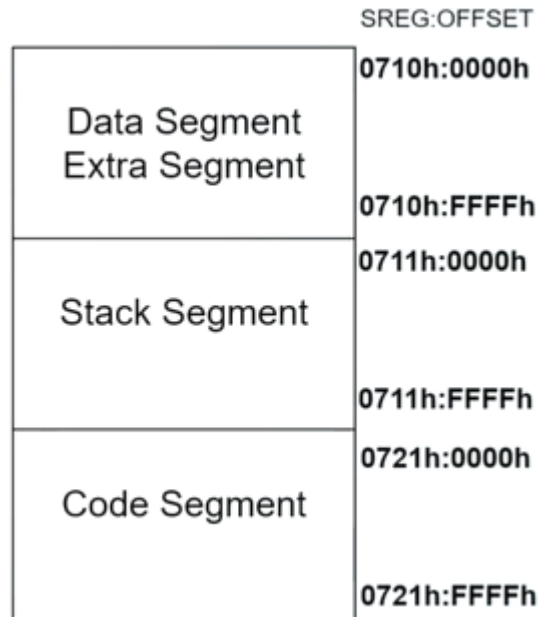 SREG:OFFSET
0710h:0000h
Data Segment
Extra Segment
0710h:FFFFh
0711h:0000h
Stack Segment
0711h:FFFFh
0721h:0000h
Code Segment
0721h:FFFFh